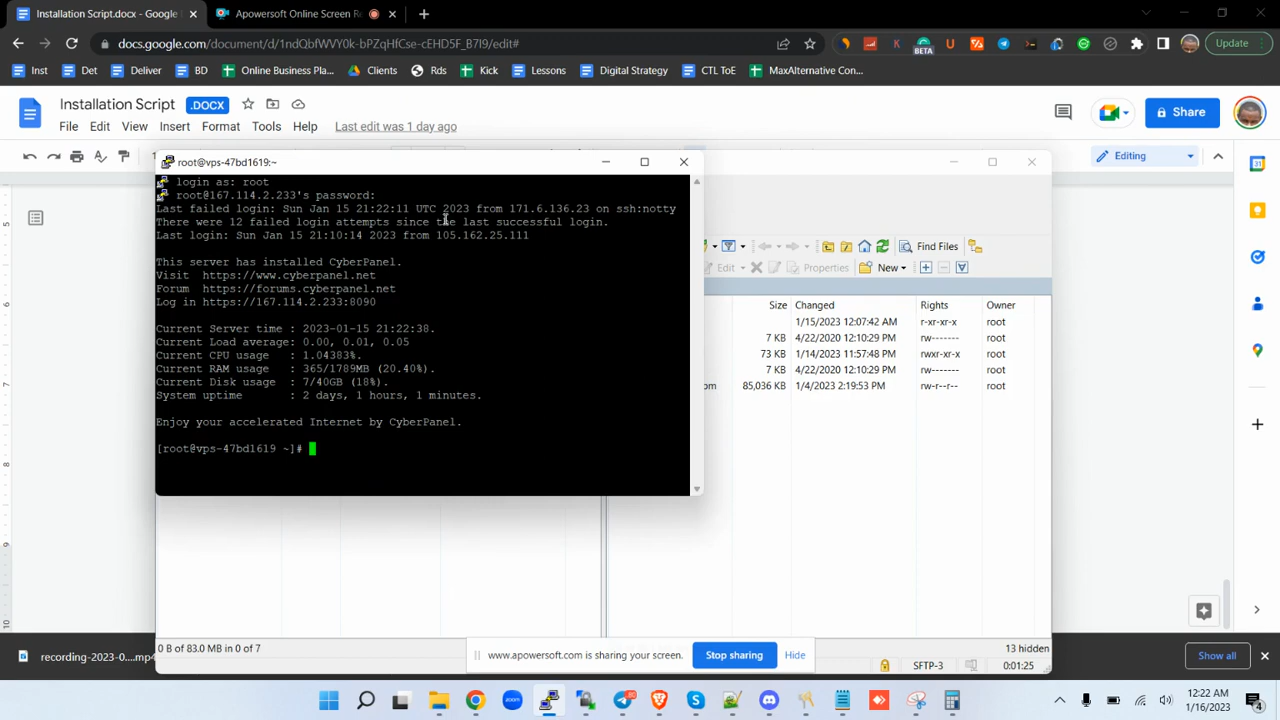 Installation Script.docx - Google
Apowersoft Online Screen Re
docs.google.com/document/d/1ndQbfWVY0k-bPZqHfCse-cEHD5F_B7I9/edit#
BETA
Update
Inst
Det
Deliver
BD
Online Business Pla...
Clients
Rds
Kick
Lessons
Digital Strategy
CTL ToE
MaxAlternative Con...
Installation Script
.DOCX
Share
File
Edit
View
Insert
Format
Tools
Help
Last edit was 1 day ago
Editing
root@vps-47bd1619:~
login as: root
root@167.114.2.233's password:
Last failed login: Sun Jan 15 21:22:11 UTC 2023 from 171.6.136.23 on ssh:notty
There were 12 failed login attempts since the last successful login.
Last login: Sun Jan 15 21:10:14 2023 from 105.162.25.111
This server has installed CyberPanel.
Visit https://www.cyberpanel.net
Forum https://forums.cyberpanel.net
Log in https://167.114.2.233:8090
Current Server time : 2023-01-15 21:22:38.
Current Load average: 0.00, 0.01, 0.05
Current CPU usage : 1.04383%.
Current RAM usage : 365/1789MB (20.40%).
Current Disk usage : 7/40GB (18%).
System uptime : 2 days, 1 hours, 1 minutes.
Enjoy your accelerated Internet by CyberPanel.
[root@vps-47bd1619 ~]#
Find Files
Edit
Properties
New
Size Changed Rights Owner
1/15/2023 12:07:42 AM r-xr-xr-x root
7 KB 4/22/2020 12:10:29 PM rw------- root
73 KB 1/14/2023 11:57:48 PM rwxr-xr-x root
7 KB 4/22/2020 12:10:29 PM rw------- root
om 85,036 KB 1/4/2023 2:19:53 PM rw-r--r-- root
5
6
7
8
9
10
0 B of 83.0 MB in 0 of 7
13 hidden
www.apowersoft.com is sharing your screen.
Stop sharing
Hide
SFTP-3
0:01:25
recording-2023-0....mp4
Show all
12:22 AM
1/16/2023
4